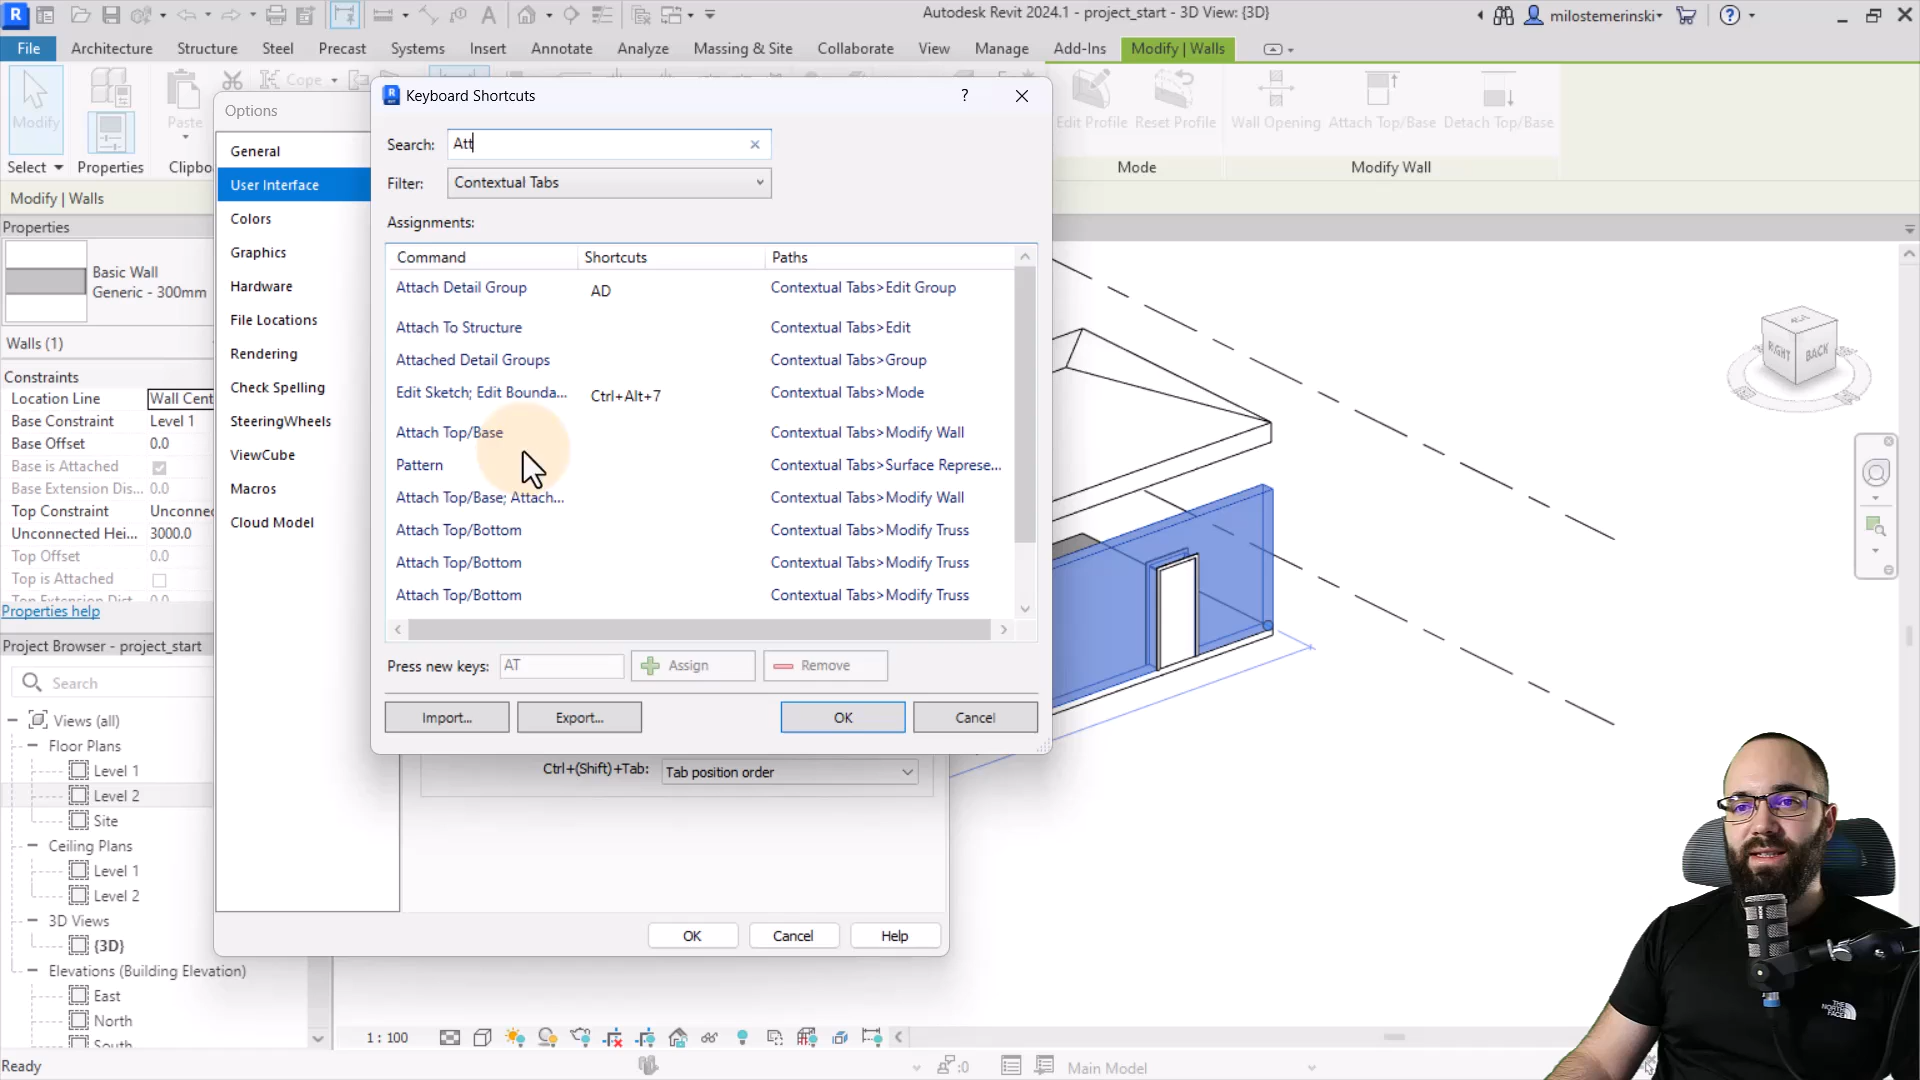 R
Autodesk Revit 2024.1 - project_start - 3D View: {3D}
milostemerinski
File Architecture Structure Steel Precast Systems Insert Annotate Analyze Massing & Site Collaborate View Manage Add-Ins Modify | Walls
Modify
Paste
Cope
Edit Profile Reset Profile Wall Opening Attach Top/Base Detach Top/Base
Select Properties Clipbo
Mode Modify Wall
Modify | Walls
Properties
Basic Wall
Generic - 300mm
Walls (1)
Constraints
Location Line Wall Cent
Base Constraint Level 1
Base Offset 0.0
Base is Attached
Base Extension Dis... 0.0
Top Constraint Unconnec
Unconnected Hei... 3000.0
Top Offset 0.0
Top is Attached
Properties help
Project Browser - project_start
Search
Views (all)
Floor Plans
Level 1
Level 2
Site
Ceiling Plans
Level 1
Level 2
3D Views
{3D}
Elevations (Building Elevation)
East
North
South
Options
General
User Interface
Colors
Graphics
Hardware
File Locations
Rendering
Check Spelling
SteeringWheels
ViewCube
Macros
Cloud Model
Keyboard Shortcuts
?
Search: Att
Filter: Contextual Tabs
Assignments:
Command Shortcuts Paths
Attach Detail Group AD Contextual Tabs>Edit Group
Attach To Structure Contextual Tabs>Edit
Attached Detail Groups Contextual Tabs>Group
Edit Sketch; Edit Bounda... Ctrl+Alt+7 Contextual Tabs>Mode
Attach Top/Base Contextual Tabs>Modify Wall
Pattern Contextual Tabs>Surface Represe...
Attach Top/Base; Attach... Contextual Tabs>Modify Wall
Attach Top/Bottom Contextual Tabs>Modify Truss
Attach Top/Bottom Contextual Tabs>Modify Truss
Attach Top/Bottom Contextual Tabs>Modify Truss
Press new keys: AT Assign Remove
Import... Export... OK Cancel
Ctrl+(Shift)+Tab: Tab position order
OK Cancel Help
RIGHT BACK
THE
NORTH
FACE
1 : 100
Ready
:0
Main Model